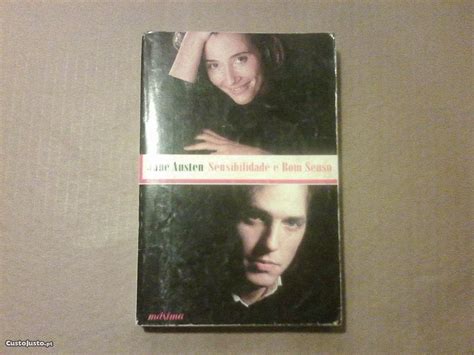 Jane Austen Sensibilidade e Bom Senso
máxima
CustoJusto.pt